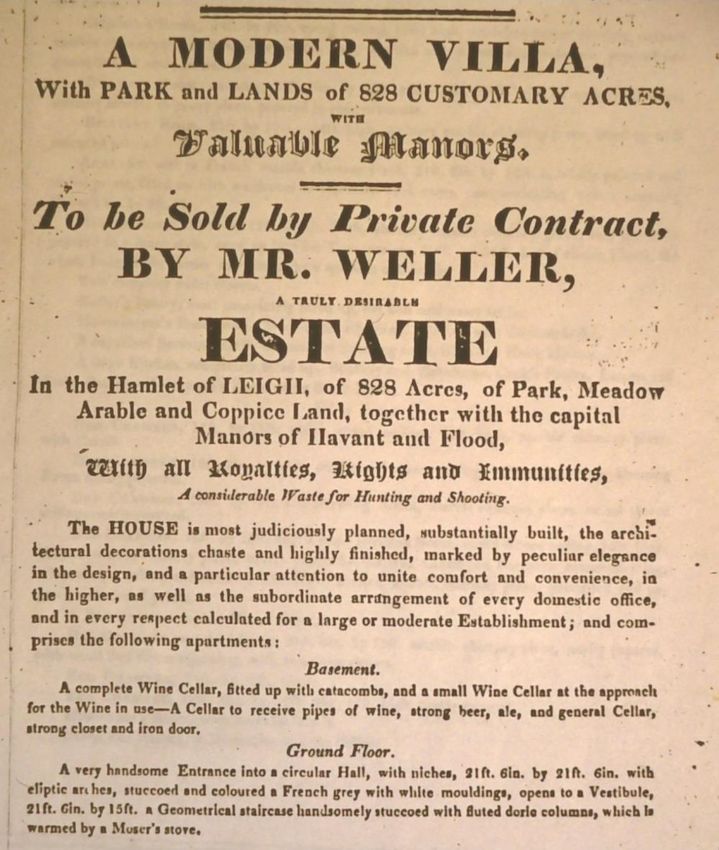 A MODERN VILLA,
With PARK and LANDS of 828 CUSTOMARY ACRES,
WITH
Valuable Manors.
To be Sold by Private Contract,
BY MR. WELLER,
A TRULY DESIRABLE
ESTATE
In the Hamlet of LEIGH, of 828 Acres, of Park, Meadow
Arable and Coppice Land, together with the capital
Manors of Havant and Flood,
With all Royalties, Rights and Immunities,
A considerable Waste for Hunting and Shooting.
The HOUSE is most judiciously planned, substantially built, the archi-
tectural decorations chaste and highly finished, marked by peculiar elegance
in the design, and a particular attention to unite comfort and convenience, in
the higher, as well as the subordinate arrangement of every domestic office,
and in every respect calculated for a large or moderate Establishment; and com-
prises the following apartments:
Basement.
A complete Wine Cellar, fitted up with catacombs, and a small Wine Cellar at the approach
for the Wine in use—A Cellar to receive pipes of wine, strong beer, ale, and general Cellar,
strong closet and iron door.
Ground Floor.
A very handsome Entrance into a circular Hall, with niches, 21ft. 6in. by 21ft. 6in. with
eliptic arches, stuccoed and coloured a French grey with white mouldings, opens to a Vestibule,
21ft. 6in. by 15ft. a Geometrical staircase handsomely stuccoed with fluted doric columns, which is
warmed by a Muser's stove.